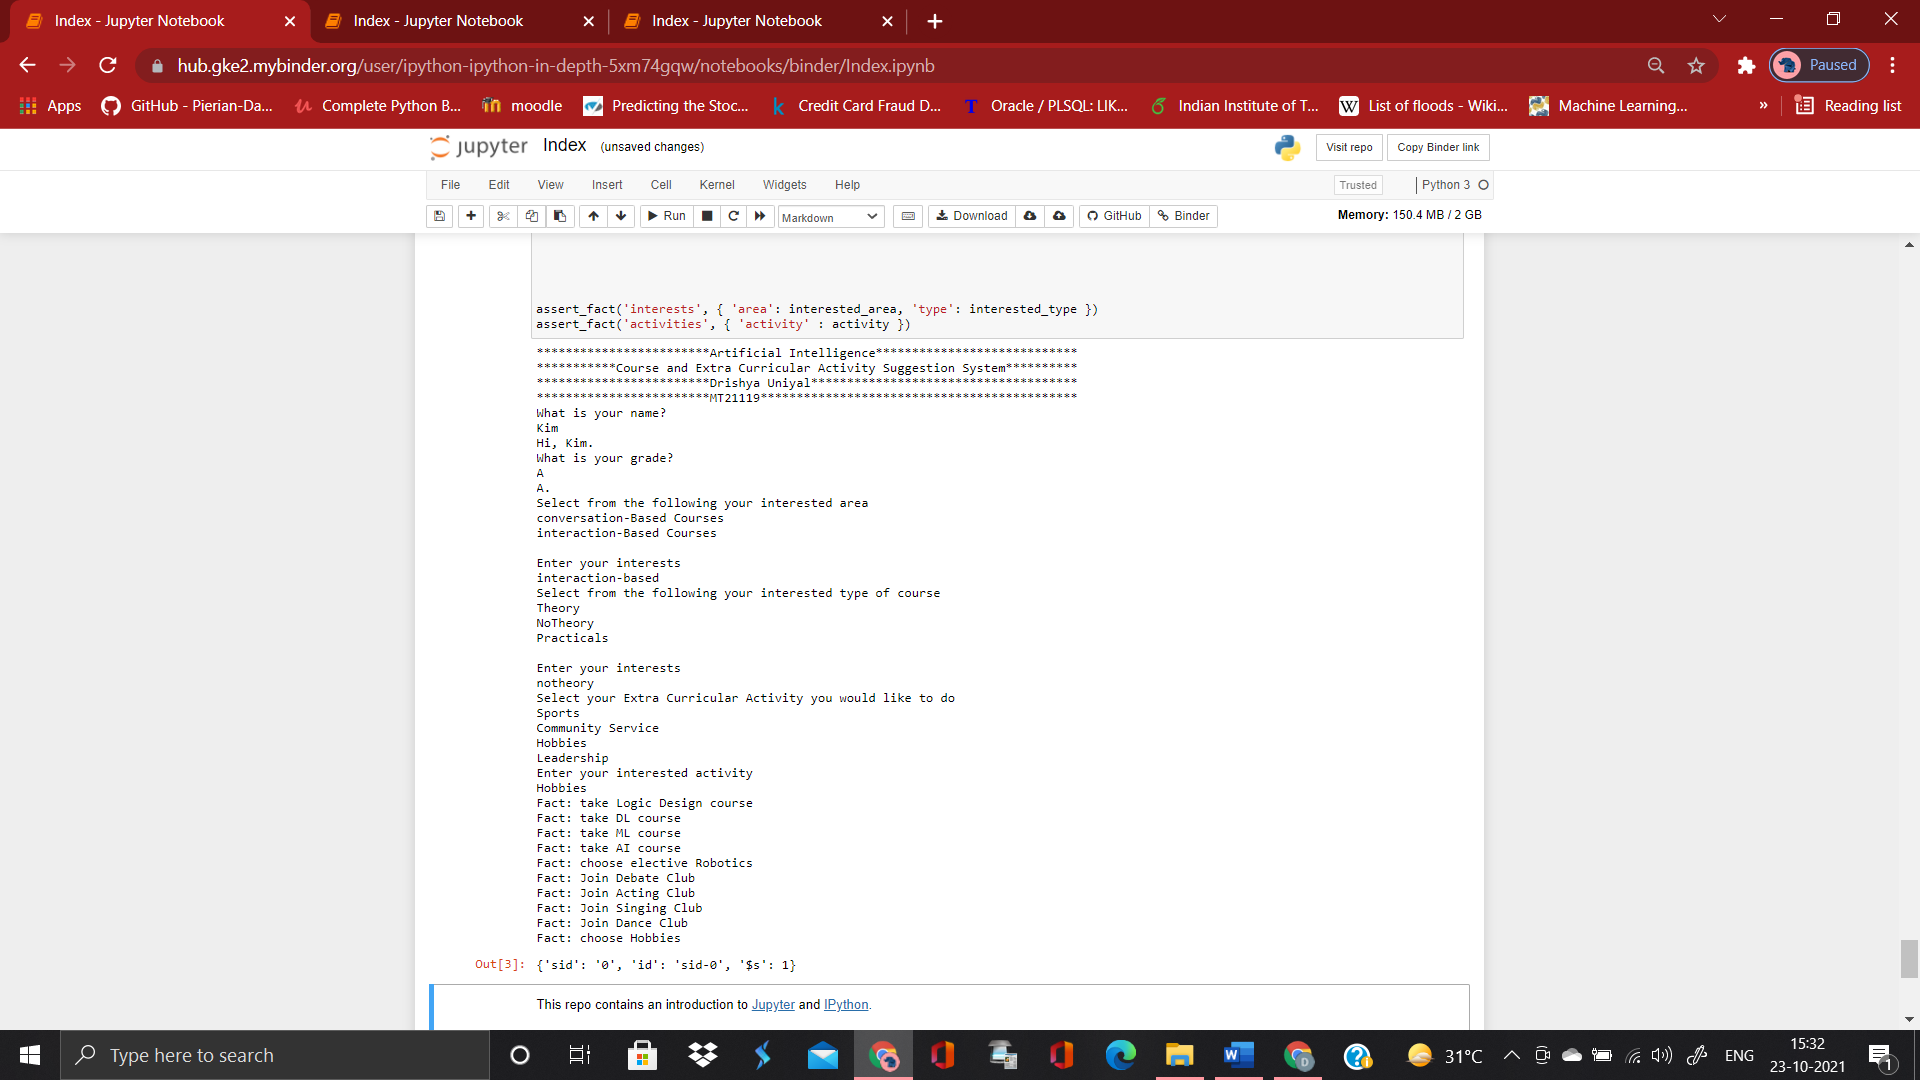 Index - Jupyter Notebook
Index - Jupyter Notebook
Index - Jupyter Notebook
hub.gke2.mybinder.org/user/ipython-ipython-in-depth-5xm74gqw/notebooks/binder/Index.ipynb
Paused
Apps
GitHub - Pierian-Da...
Complete Python B...
moodle
Predicting the Stoc...
Credit Card Fraud D...
Oracle / PLSQL: LIK...
Indian Institute of T...
List of floods - Wiki...
Machine Learning...
»
Reading list
jupyter Index (unsaved changes)
Visit repo
Copy Binder link
File Edit View Insert Cell Kernel Widgets Help
Trusted
Python 3
Run
Markdown
Download
GitHub
Binder
Memory: 150.4 MB / 2 GB
assert_fact('interests', { 'area': interested_area, 'type': interested_type })
assert_fact('activities', { 'activity' : activity })
************************Artificial Intelligence****************************
***********Course and Extra Curricular Activity Suggestion System**********
************************Drishya Uniyal*************************************
************************MT21119********************************************
What is your name?
Kim
Hi, Kim.
What is your grade?
A
A.
Select from the following your interested area
conversation-Based Courses
interaction-Based Courses
Enter your interests
interaction-based
Select from the following your interested type of course
Theory
NoTheory
Practicals
Enter your interests
notheory
Select your Extra Curricular Activity you would like to do
Sports
Community Service
Hobbies
Leadership
Enter your interested activity
Hobbies
Fact: take Logic Design course
Fact: take DL course
Fact: take ML course
Fact: take AI course
Fact: choose elective Robotics
Fact: Join Debate Club
Fact: Join Acting Club
Fact: Join Singing Club
Fact: Join Dance Club
Fact: choose Hobbies
Out[3]: {'sid': '0', 'id': 'sid-0', '$s': 1}
This repo contains an introduction to Jupyter and IPython.
Type here to search
31°C
ENG
15:32
23-10-2021
1